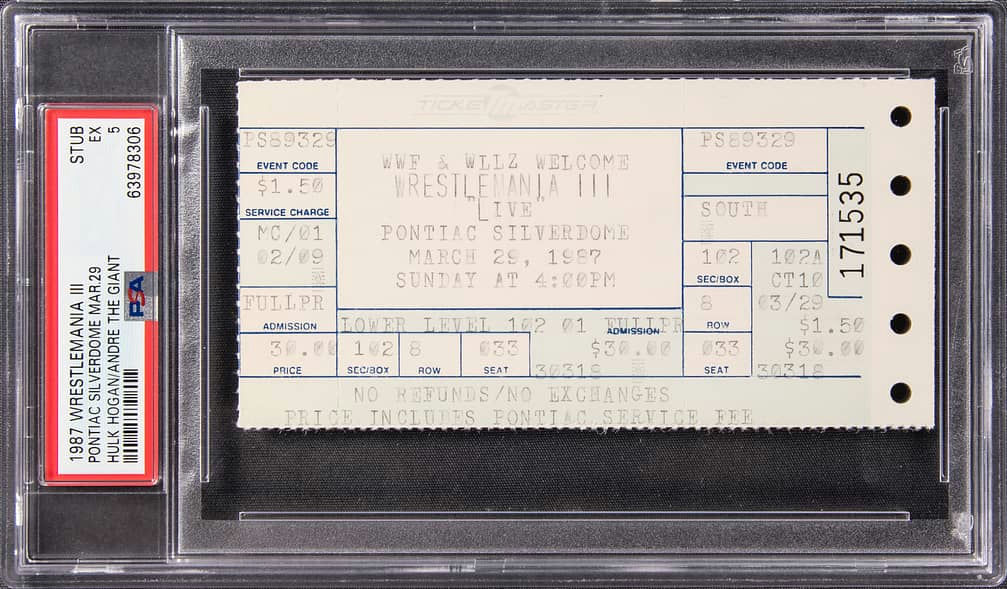 1987 WRESTLEMANIA III
PONTIAC SILVERDOME MAR.29
HULK HOGAN/ANDRE THE GIANT
STUB
EX
5
63978306
PSA
TICKETMASTER
PS89329
EVENT CODE
$1.50
SERVICE CHARGE
MC/01
02/09
FULLPR
ADMISSION
30.00
PRICE
WWF & WLLZ WELCOME
WRESTLEMANIA III
"LIVE"
PONTIAC SILVERDOME
MARCH 29, 1987
SUNDAY AT 4:00PM
LOWER LEVEL 102 01 FULLPR
ADMISSION
102 8 033 $30.00
SEC/BOX ROW SEAT 30318
NO REFUNDS/NO EXCHANGES
PRICE INCLUDES PONTIAC SERVICE FEE
PS89329
EVENT CODE
SOUTH
102 102A
SEC/BOX CT10
8 03/29
ROW $1.50
033 $30.00
SEAT 30318
171535